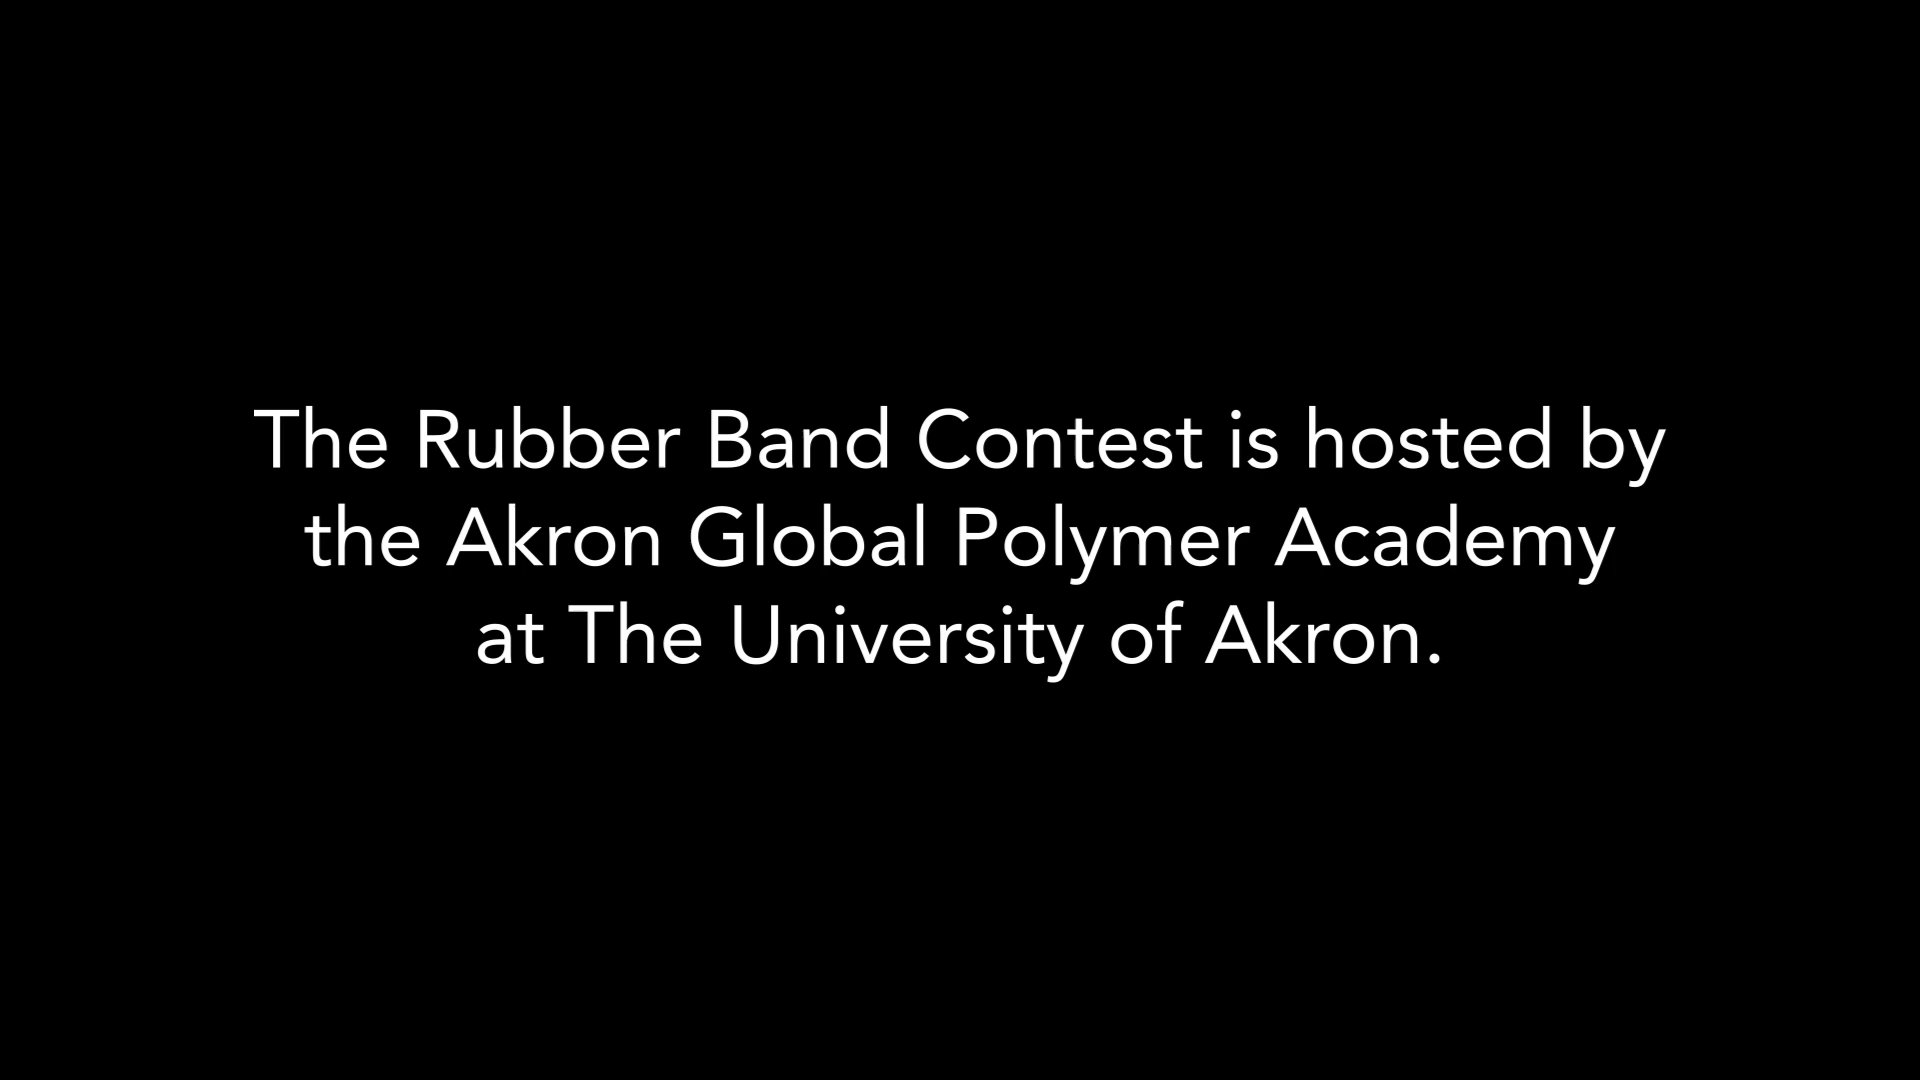 The Rubber Band Contest is hosted by
the Akron Global Polymer Academy
at The University of Akron.